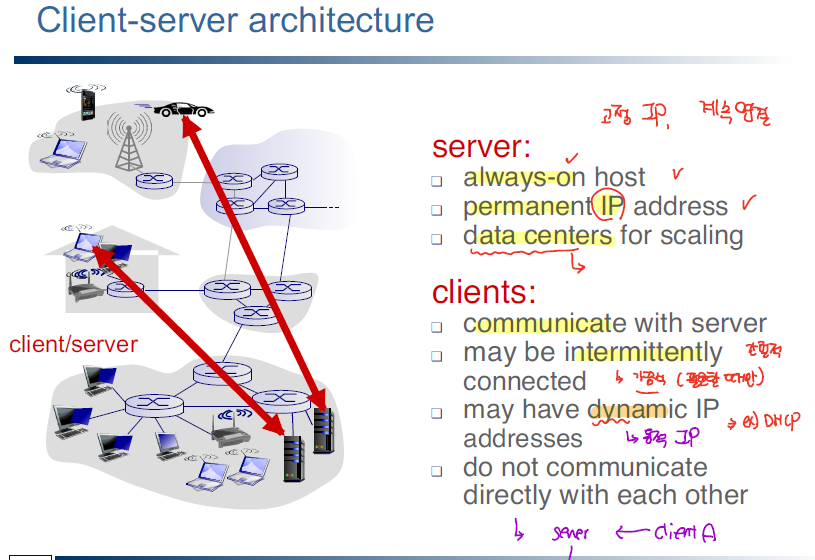 Client-server architecture
고정 IP, 계속 연결
server:
always-on host
permanent IP address
data centers for scaling
clients:
communicate with server
may be intermittently 간헐적
connected
↳ 가끔씩 (필요할 때만)
may have dynamic IP → ex) DHCP
addresses ↳ 동적 IP
do not communicate
directly with each other
↳ server ← client A
client/server